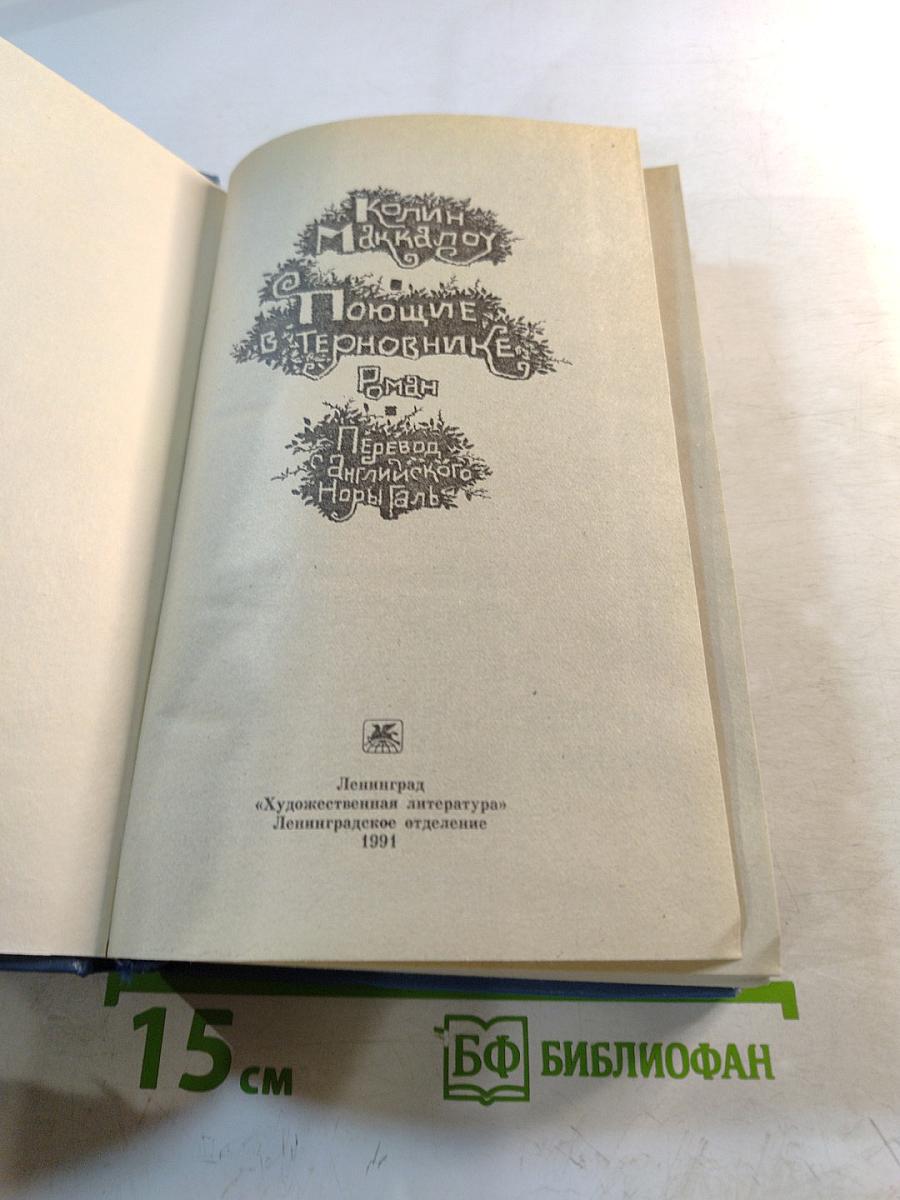 Колин
Маккалоу
Поющие
в терновнике
Роман
Перевод
с английского
Норы Галь
Ленинград
«Художественная литература»
Ленинградское отделение
1991
15 см
БФ БИБЛИОФАН